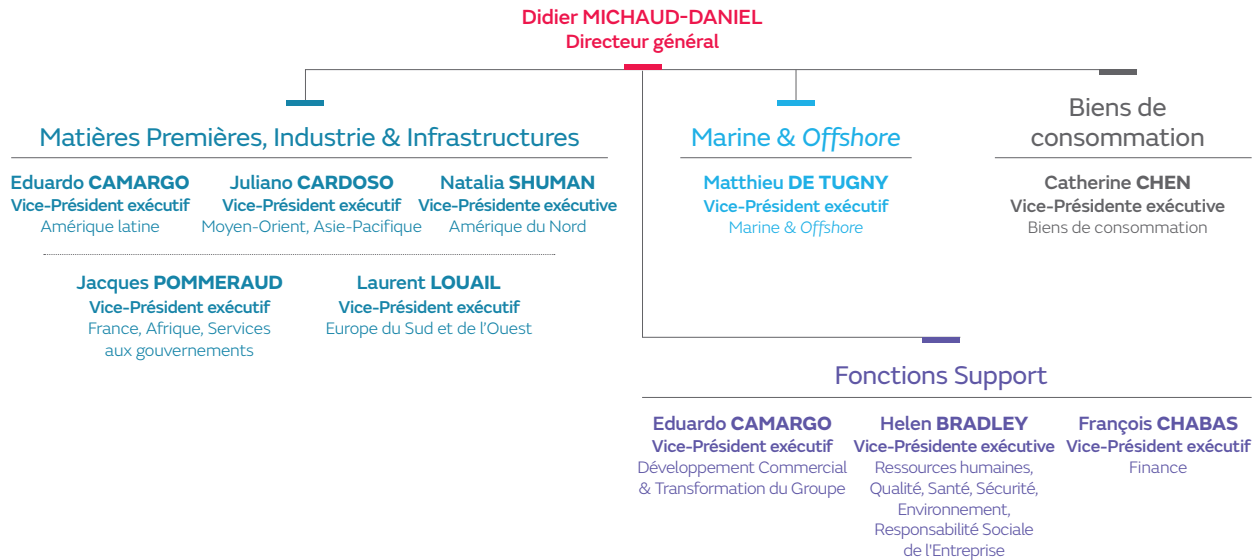 Didier MICHAUD-DANIEL
Directeur général
Matières Premières, Industrie & Infrastructures
Eduardo CAMARGO
Vice-Président exécutif
Amérique latine
Juliano CARDOSO
Vice-Président exécutif
Moyen-Orient, Asie-Pacifique
Natalia SHUMAN
Vice-Présidente exécutive
Amérique du Nord
Jacques POMMERAUD
Vice-Président exécutif
France, Afrique, Services
aux gouvernements
Laurent LOUAIL
Vice-Président exécutif
Europe du Sud et de l'Ouest
Marine & Offshore
Matthieu DE TUGNY
Vice-Président exécutif
Marine & Offshore
Biens de
consommation
Catherine CHEN
Vice-Présidente exécutive
Biens de consommation
Fonctions Support
Eduardo CAMARGO
Vice-Président exécutif
Développement Commercial
& Transformation du Groupe
Helen BRADLEY
Vice-Présidente exécutive
Ressources humaines,
Qualité, Santé, Sécurité,
Environnement,
Responsabilité Sociale
de l'Entreprise
François CHABAS
Vice-Président exécutif
Finance